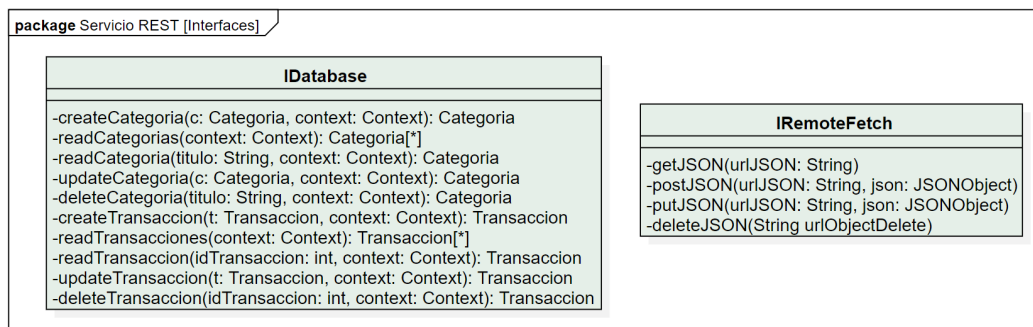 package Servicio REST [Interfaces]
IDatabase
-createCategoria(c: Categoria, context: Context): Categoria
-readCategorias(context: Context): Categoria[*]
-readCategoria(titulo: String, context: Context): Categoria
-updateCategoria(c: Categoria, context: Context): Categoria
-deleteCategoria(titulo: String, context: Context): Categoria
-createTransaccion(t: Transaccion, context: Context): Transaccion
-readTransacciones(context: Context): Transaccion[*]
-readTransaccion(idTransaccion: int, context: Context): Transaccion
-updateTransaccion(t: Transaccion, context: Context): Transaccion
-deleteTransaccion(idTransaccion: int, context: Context): Transaccion
IRemoteFetch
-getJSON(urlJSON: String)
-postJSON(urlJSON: String, json: JSONObject)
-putJSON(urlJSON: String, json: JSONObject)
-deleteJSON(String urlObjectDelete)